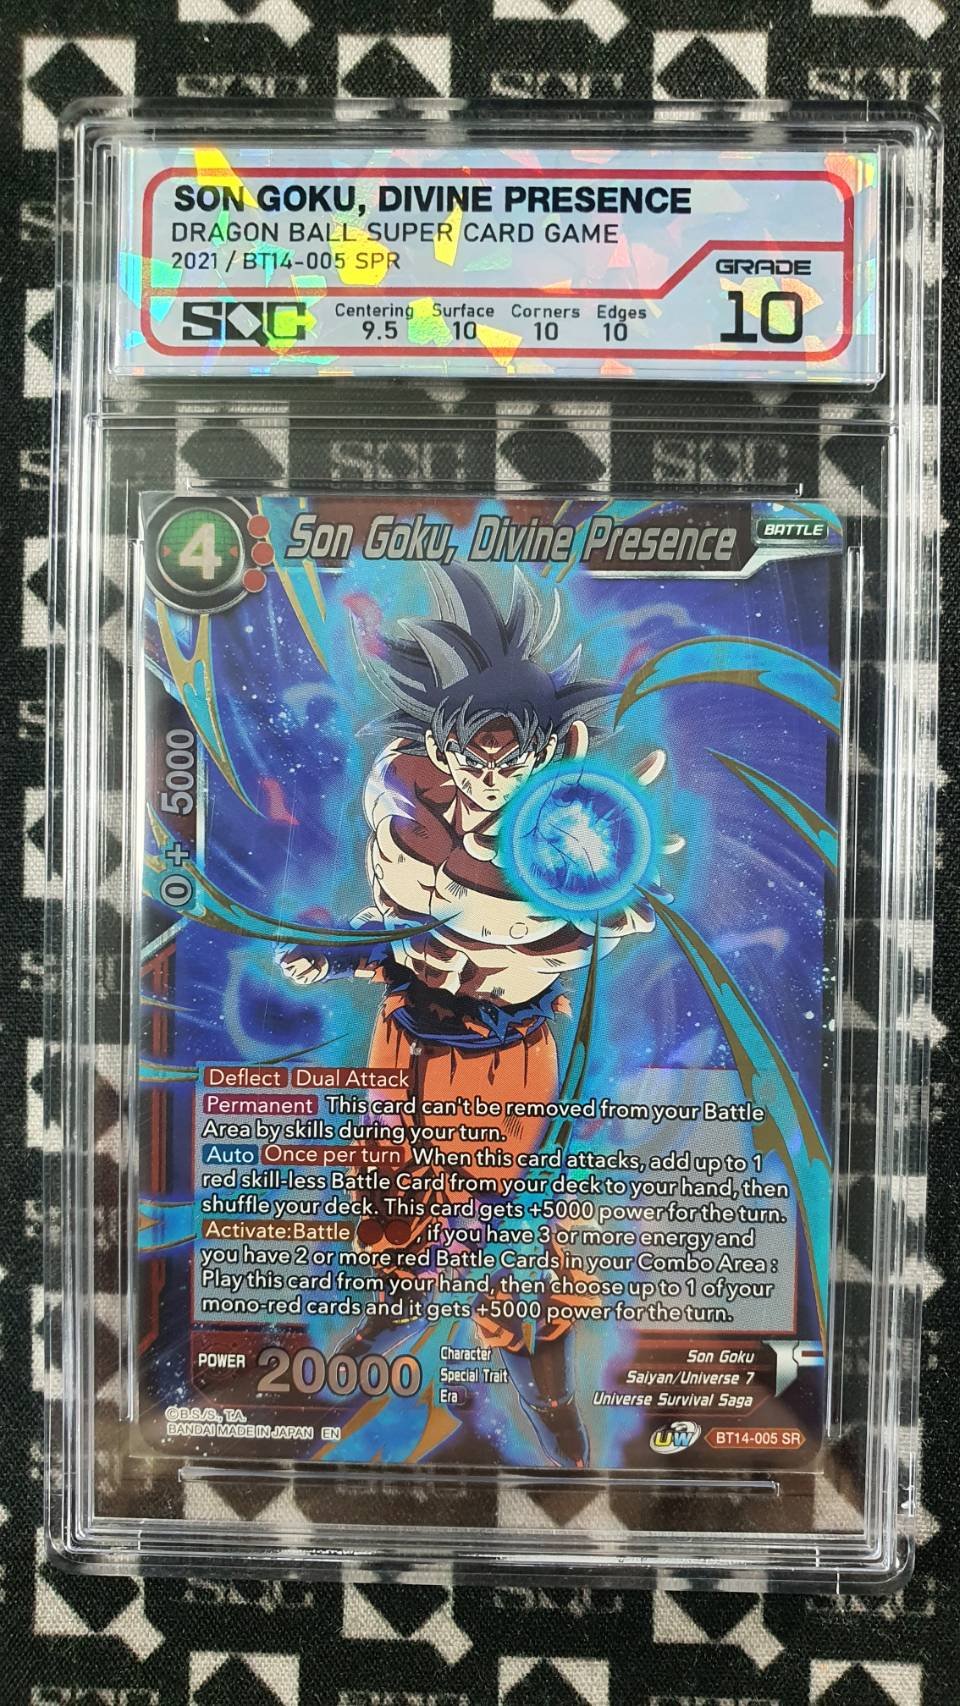 SON GOKU, DIVINE PRESENCE
DRAGON BALL SUPER CARD GAME
2021 / BT14-005 SPR
GRADE
10
SQC
Centering Surface Corners Edges
9.5 10 10 10
SQC SQC
4
Son Goku, Divine Presence
BATTLE
0+ 5000
Deflect Dual Attack
Permanent This card can't be removed from your Battle
Area by skills during your turn.
Auto Once per turn When this card attacks, add up to 1
red skill-less Battle Card from your deck to your hand, then
shuffle your deck. This card gets +5000 power for the turn.
Activate:Battle , if you have 3 or more energy and
you have 2 or more red Battle Cards in your Combo Area :
Play this card from your hand, then choose up to 1 of your
mono-red cards and it gets +5000 power for the turn.
POWER 20000
Character Son Goku
Special Trait Saiyan/Universe 7
Era Universe Survival Saga
©B.S./S., T.A.
BANDAI MADE IN JAPAN EN
UW
BT14-005 SR